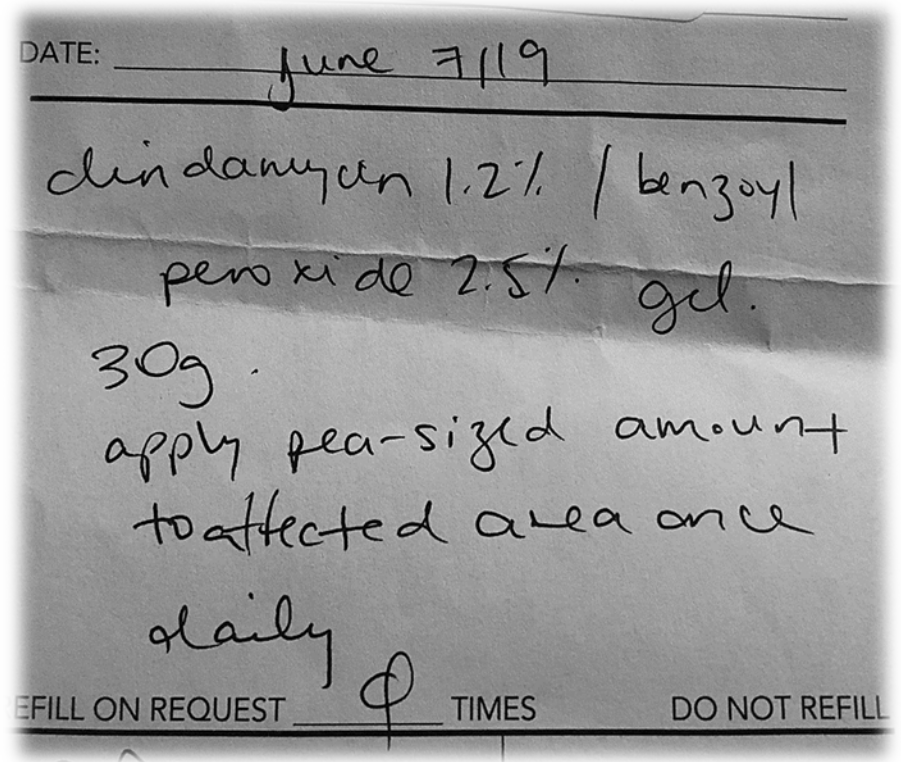 DATE: June 7/19
clindamycin 1.2% / benzoyl
peroxide 2.5% gel.
30g.
apply pea-sized amount
to affected area once
daily
EFILL ON REQUEST φ TIMES DO NOT REFILL